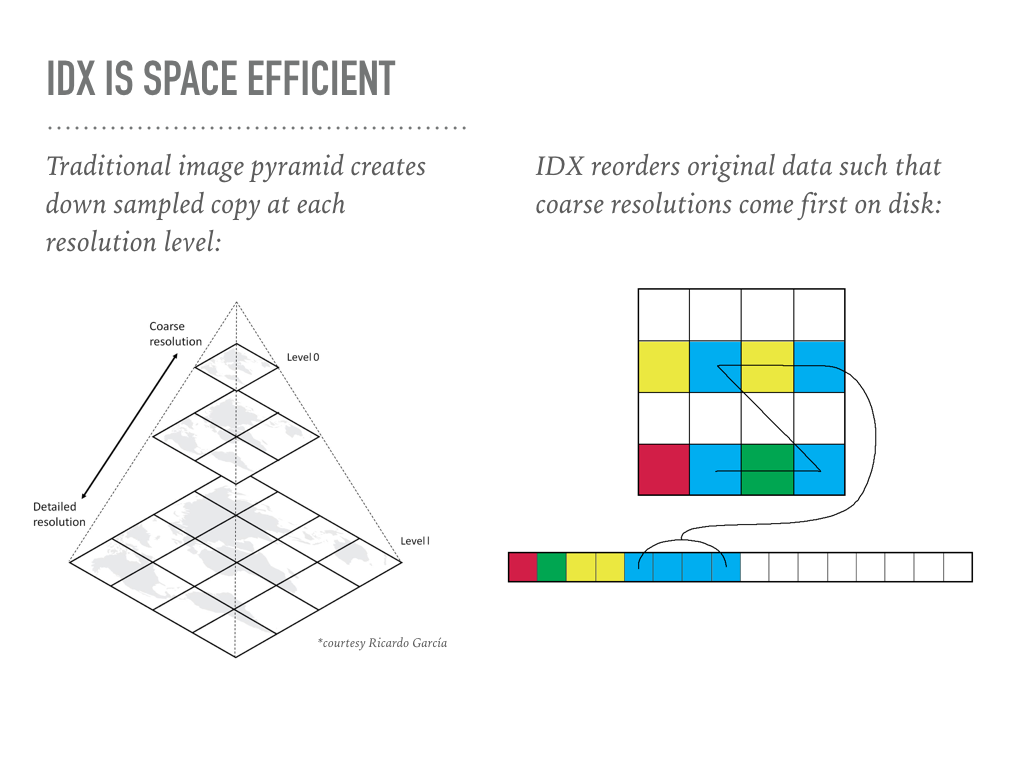 IDX IS SPACE EFFICIENT
Traditional image pyramid creates
down sampled copy at each
resolution level:
IDX reorders original data such that
coarse resolutions come first on disk:
Coarse
resolution
Level 0
Detailed
resolution
Level l
*courtesy Ricardo García